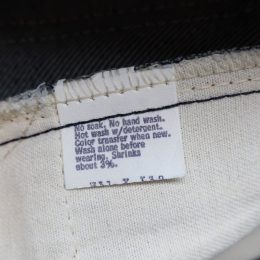 No soak. No hand wash.
Hot wash w/detergent.
Color transfer when new.
Wash alone before
wearing. Shrinks
about 3%.